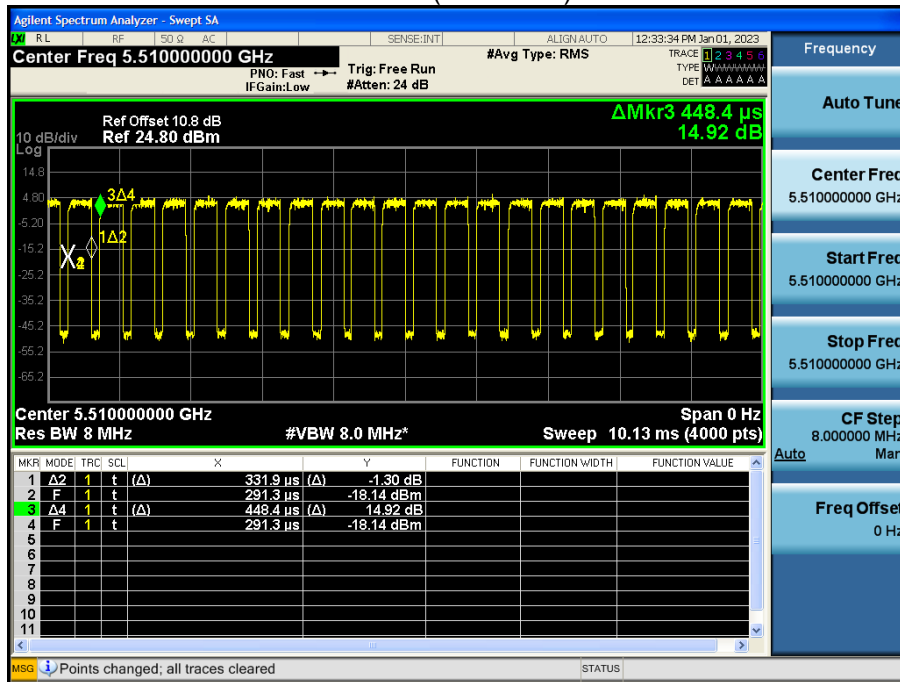 Agilent Spectrum Analyzer - Swept SA
LXI RL RF 50 Ω AC SENSE:INT ALIGN AUTO 12:33:34 PM Jan 01, 2023
Center Freq 5.510000000 GHz #Avg Type: RMS TRACE 1 2 3 4 5 6
PNO: Fast Trig: Free Run TYPE WWWWWW
IFGain:Low #Atten: 24 dB DET A A A A A A
Frequency
Auto Tune
Center Freq
5.510000000 GHz
Start Freq
5.510000000 GHz
Stop Freq
5.510000000 GHz
CF Step
8.000000 MHz
Auto Man
Freq Offset
0 Hz
ΔMkr3 448.4 µs
14.92 dB
Ref Offset 10.8 dB
10 dB/div Ref 24.80 dBm
Log
14.8
4.80
-5.20
-15.2
-25.2
-35.2
-45.2
-55.2
-65.2
3Δ4
1Δ2
Center 5.510000000 GHz Span 0 Hz
Res BW 8 MHz #VBW 8.0 MHz* Sweep 10.13 ms (4000 pts)
MKR MODE TRC SCL X Y FUNCTION FUNCTION WIDTH FUNCTION VALUE
1 Δ2 1 t (Δ) 331.9 µs (Δ) -1.30 dB
2 F 1 t 291.3 µs -18.14 dBm
3 Δ4 1 t (Δ) 448.4 µs (Δ) 14.92 dB
4 F 1 t 291.3 µs -18.14 dBm
5
6
7
8
9
10
11
MSG Points changed; all traces cleared STATUS